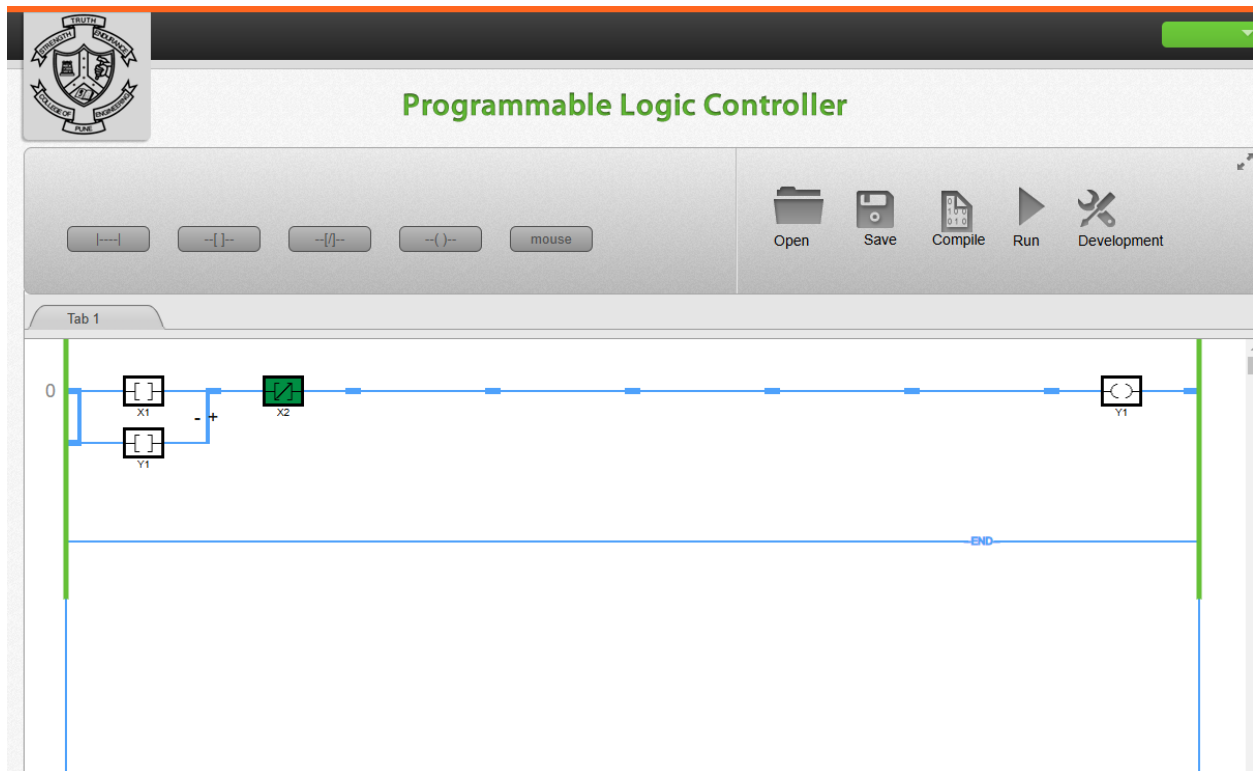 TRUTH
STRENGTH
ENDURANCE
COLLEGE OF
ENGINEERING
PUNE
Programmable Logic Controller
|----|
--[ ]--
--[/]--
--( )--
mouse
Open
Save
Compile
Run
Development
Tab 1
0
X1
- +
X2
Y1
Y1
END